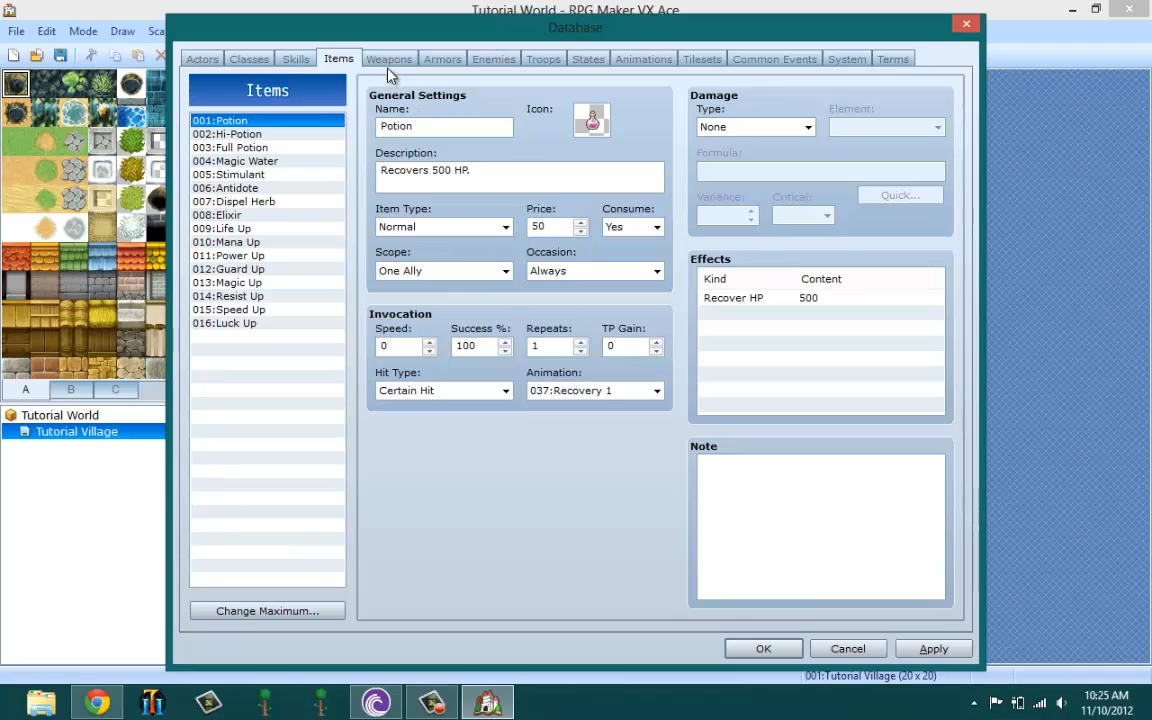 Tutorial World - RPG Maker VX Ace
Database
File Edit Mode Draw Sca
Actors Classes Skills Items Weapons Armors Enemies Troops States Animations Tilesets Common Events System Terms
Items
001:Potion
002:Hi-Potion
003:Full Potion
004:Magic Water
005:Stimulant
006:Antidote
007:Dispel Herb
008:Elixir
009:Life Up
010:Mana Up
011:Power Up
012:Guard Up
013:Magic Up
014:Resist Up
015:Speed Up
016:Luck Up
Change Maximum...
General Settings
Name: Icon:
Potion
Description:
Recovers 500 HP.
Item Type: Price: Consume:
Normal 50 Yes
Scope: Occasion:
One Ally Always
Invocation
Speed: Success %: Repeats: TP Gain:
0 100 1 0
Hit Type: Animation:
Certain Hit 037:Recovery 1
Damage
Type: Element:
None
Formula:
Variance: Critical: Quick...
Effects
Kind Content
Recover HP 500
Note
OK Cancel Apply
A B C
Tutorial World
Tutorial Village
001:Tutorial Village (20 x 20)
10:25 AM
11/10/2012